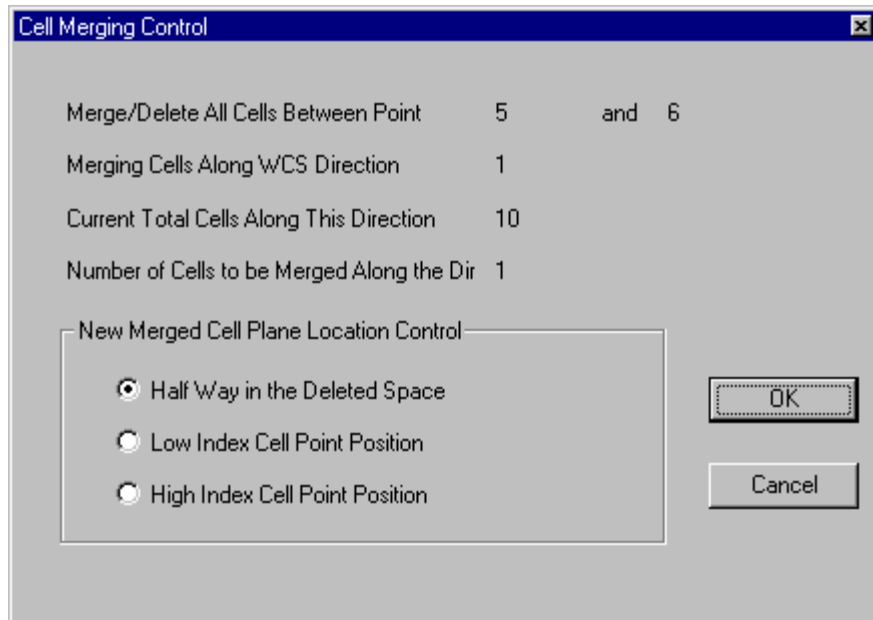 Cell Merging Control
Merge/Delete All Cells Between Point 5 and 6
Merging Cells Along WCS Direction 1
Current Total Cells Along This Direction 10
Number of Cells to be Merged Along the Dir 1
New Merged Cell Plane Location Control
Half Way in the Deleted Space
Low Index Cell Point Position
High Index Cell Point Position
OK
Cancel